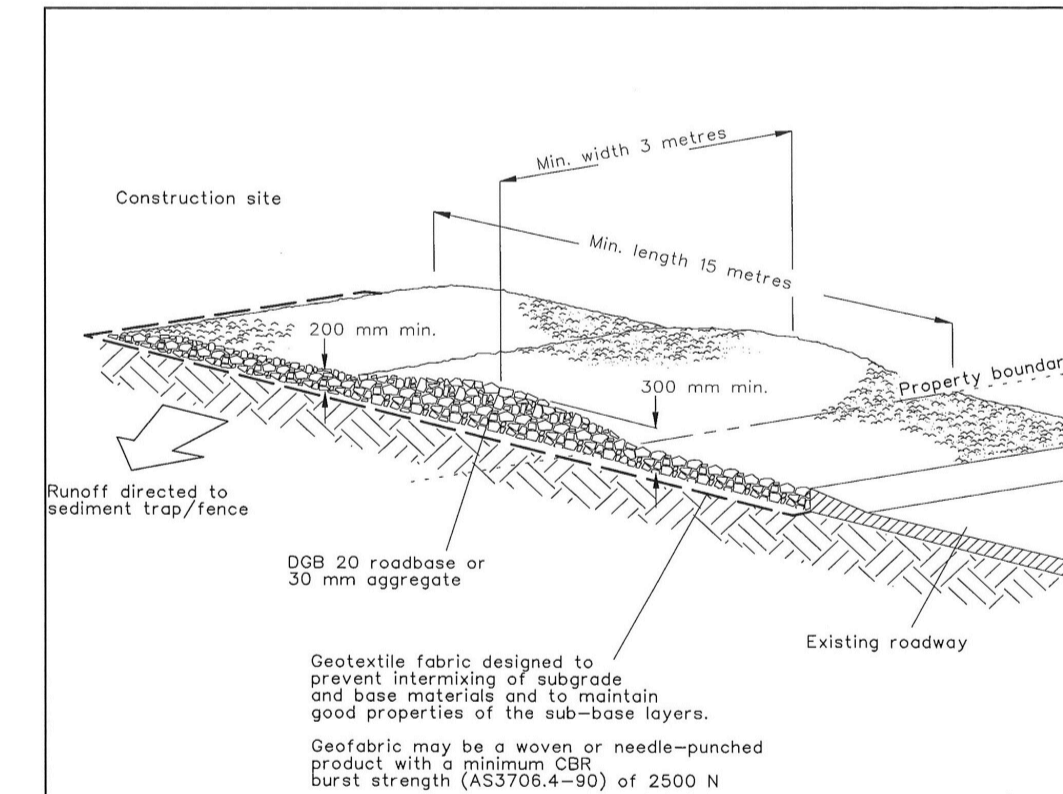 Min. width 3 metres
Construction site
Min. length 15 metres
200 mm min.
300 mm min.
Property boundar
Runoff directed to
sediment trap/fence
DGB 20 roadbase or
30 mm aggregate
Existing roadway
Geotextile fabric designed to
prevent intermixing of subgrade
and base materials and to maintain
good properties of the sub-base layers.
Geofabric may be a woven or needle-punched
product with a minimum CBR
burst strength (AS3706.4-90) of 2500 N